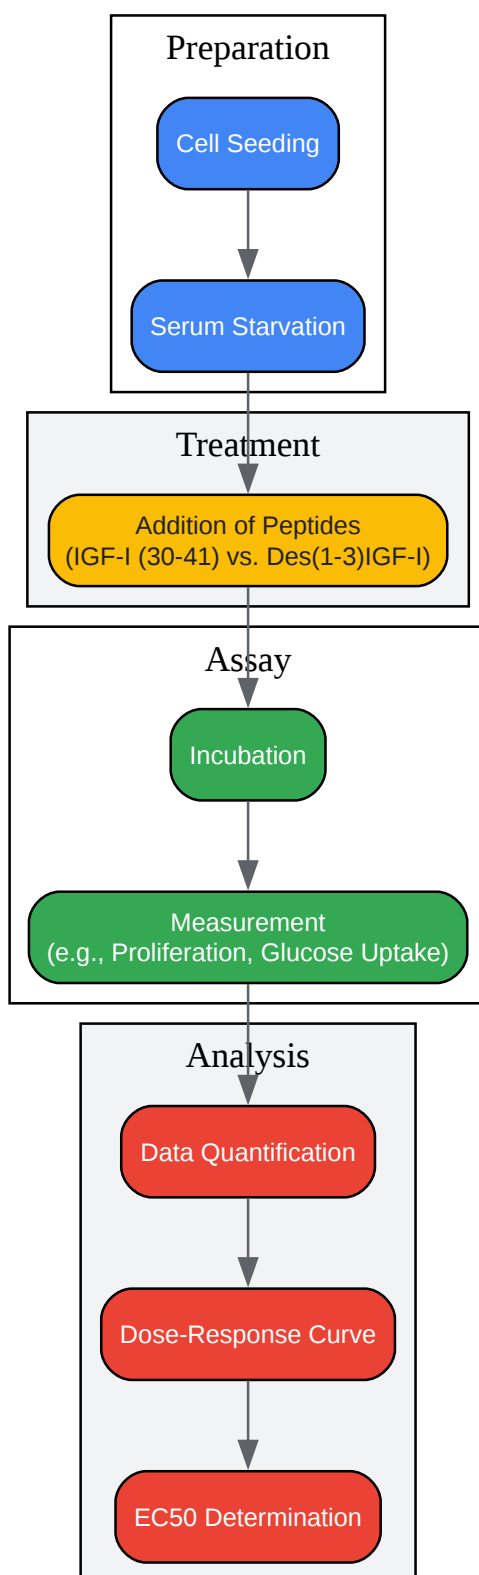 Preparation
Cell Seeding
Serum Starvation
Treatment
Addition of Peptides
(IGF-I (30-41) vs. Des(1-3)IGF-I)
Assay
Incubation
Measurement
(e.g., Proliferation, Glucose Uptake)
Analysis
Data Quantification
Dose-Response Curve
EC50 Determination